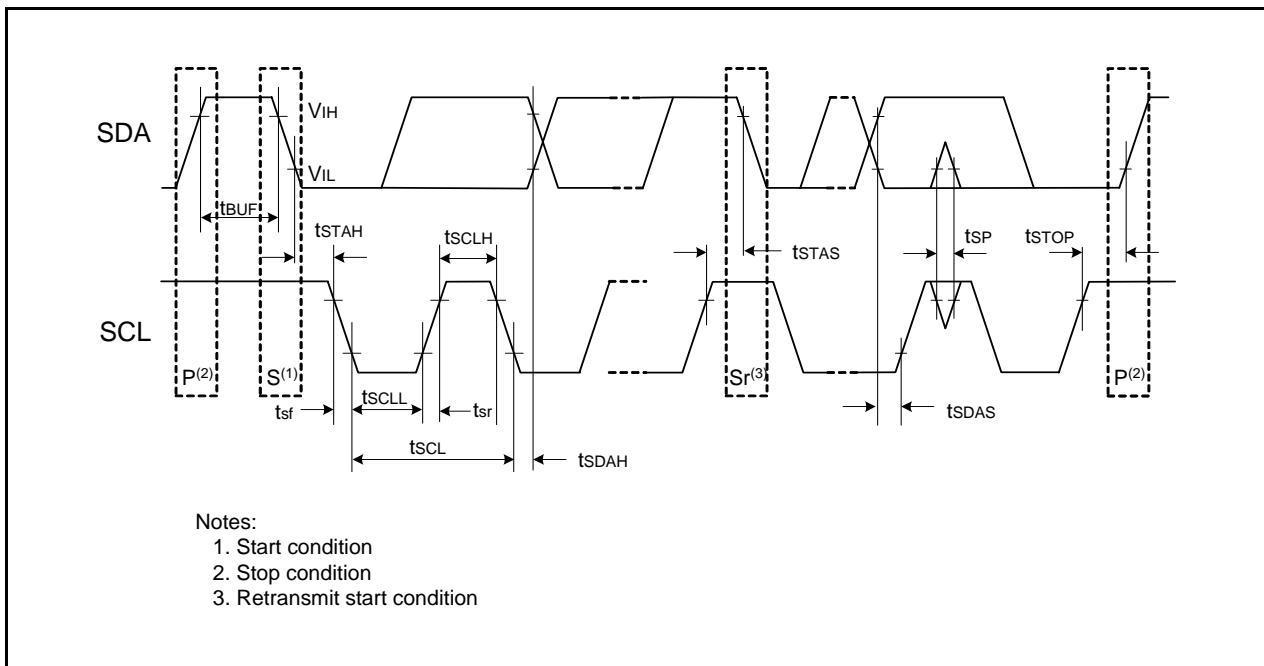 SDA
VIH
VIL
tBUF
tSTAH
tSCLH
tSTAS
tSP
tSTOP
SCL
P(2)
S(1)
Sr(3)
P(2)
tsf
tSCLL
tsr
tSDAS
tSCL
tSDAH
Notes:
1. Start condition
2. Stop condition
3. Retransmit start condition